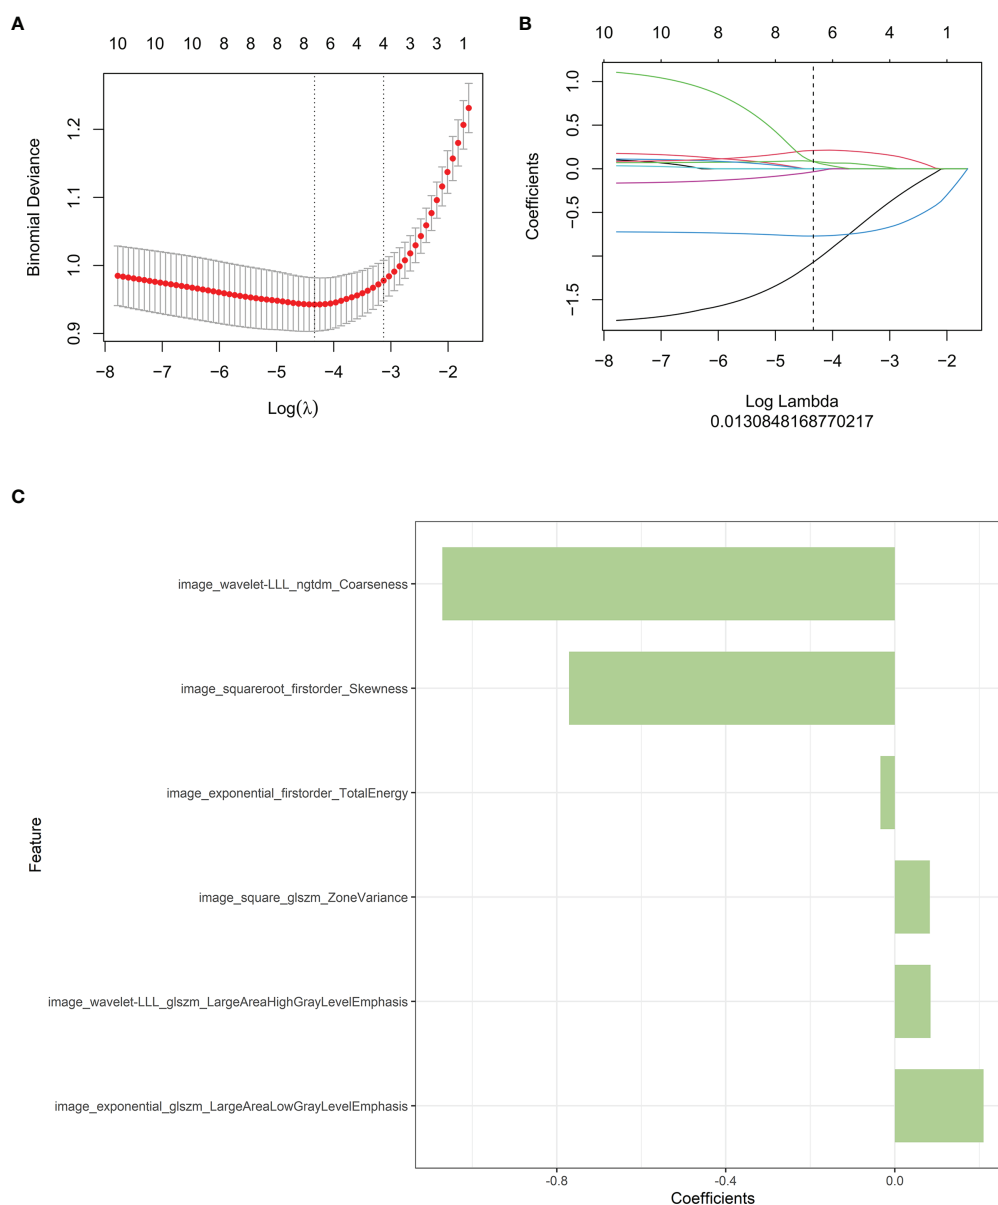 A
10 10 10 8 8 8 8 6 4 4 3 3 1
Binomial Deviance
1.2
1.1
1.0
0.9
−8 −7 −6 −5 −4 −3 −2
Log(λ)
B
10 10 8 6 4 1
Coefficients
1.0
0.5
0.0
−0.5
−1.5
−8 −7 −6 −5 −4 −3 −2
Log Lambda
0.0130848168770217
C
Feature
image_wavelet-LLL_ngtdm_Coarseness
image_squareroot_firstorder_Skewness
image_exponential_firstorder_TotalEnergy
image_square_glszm_ZoneVariance
image_wavelet-LLL_glszm_LargeAreaHighGrayLevelEmphasis
image_exponential_glszm_LargeAreaLowGrayLevelEmphasis
-0.8 -0.4 0.0
Coefficients